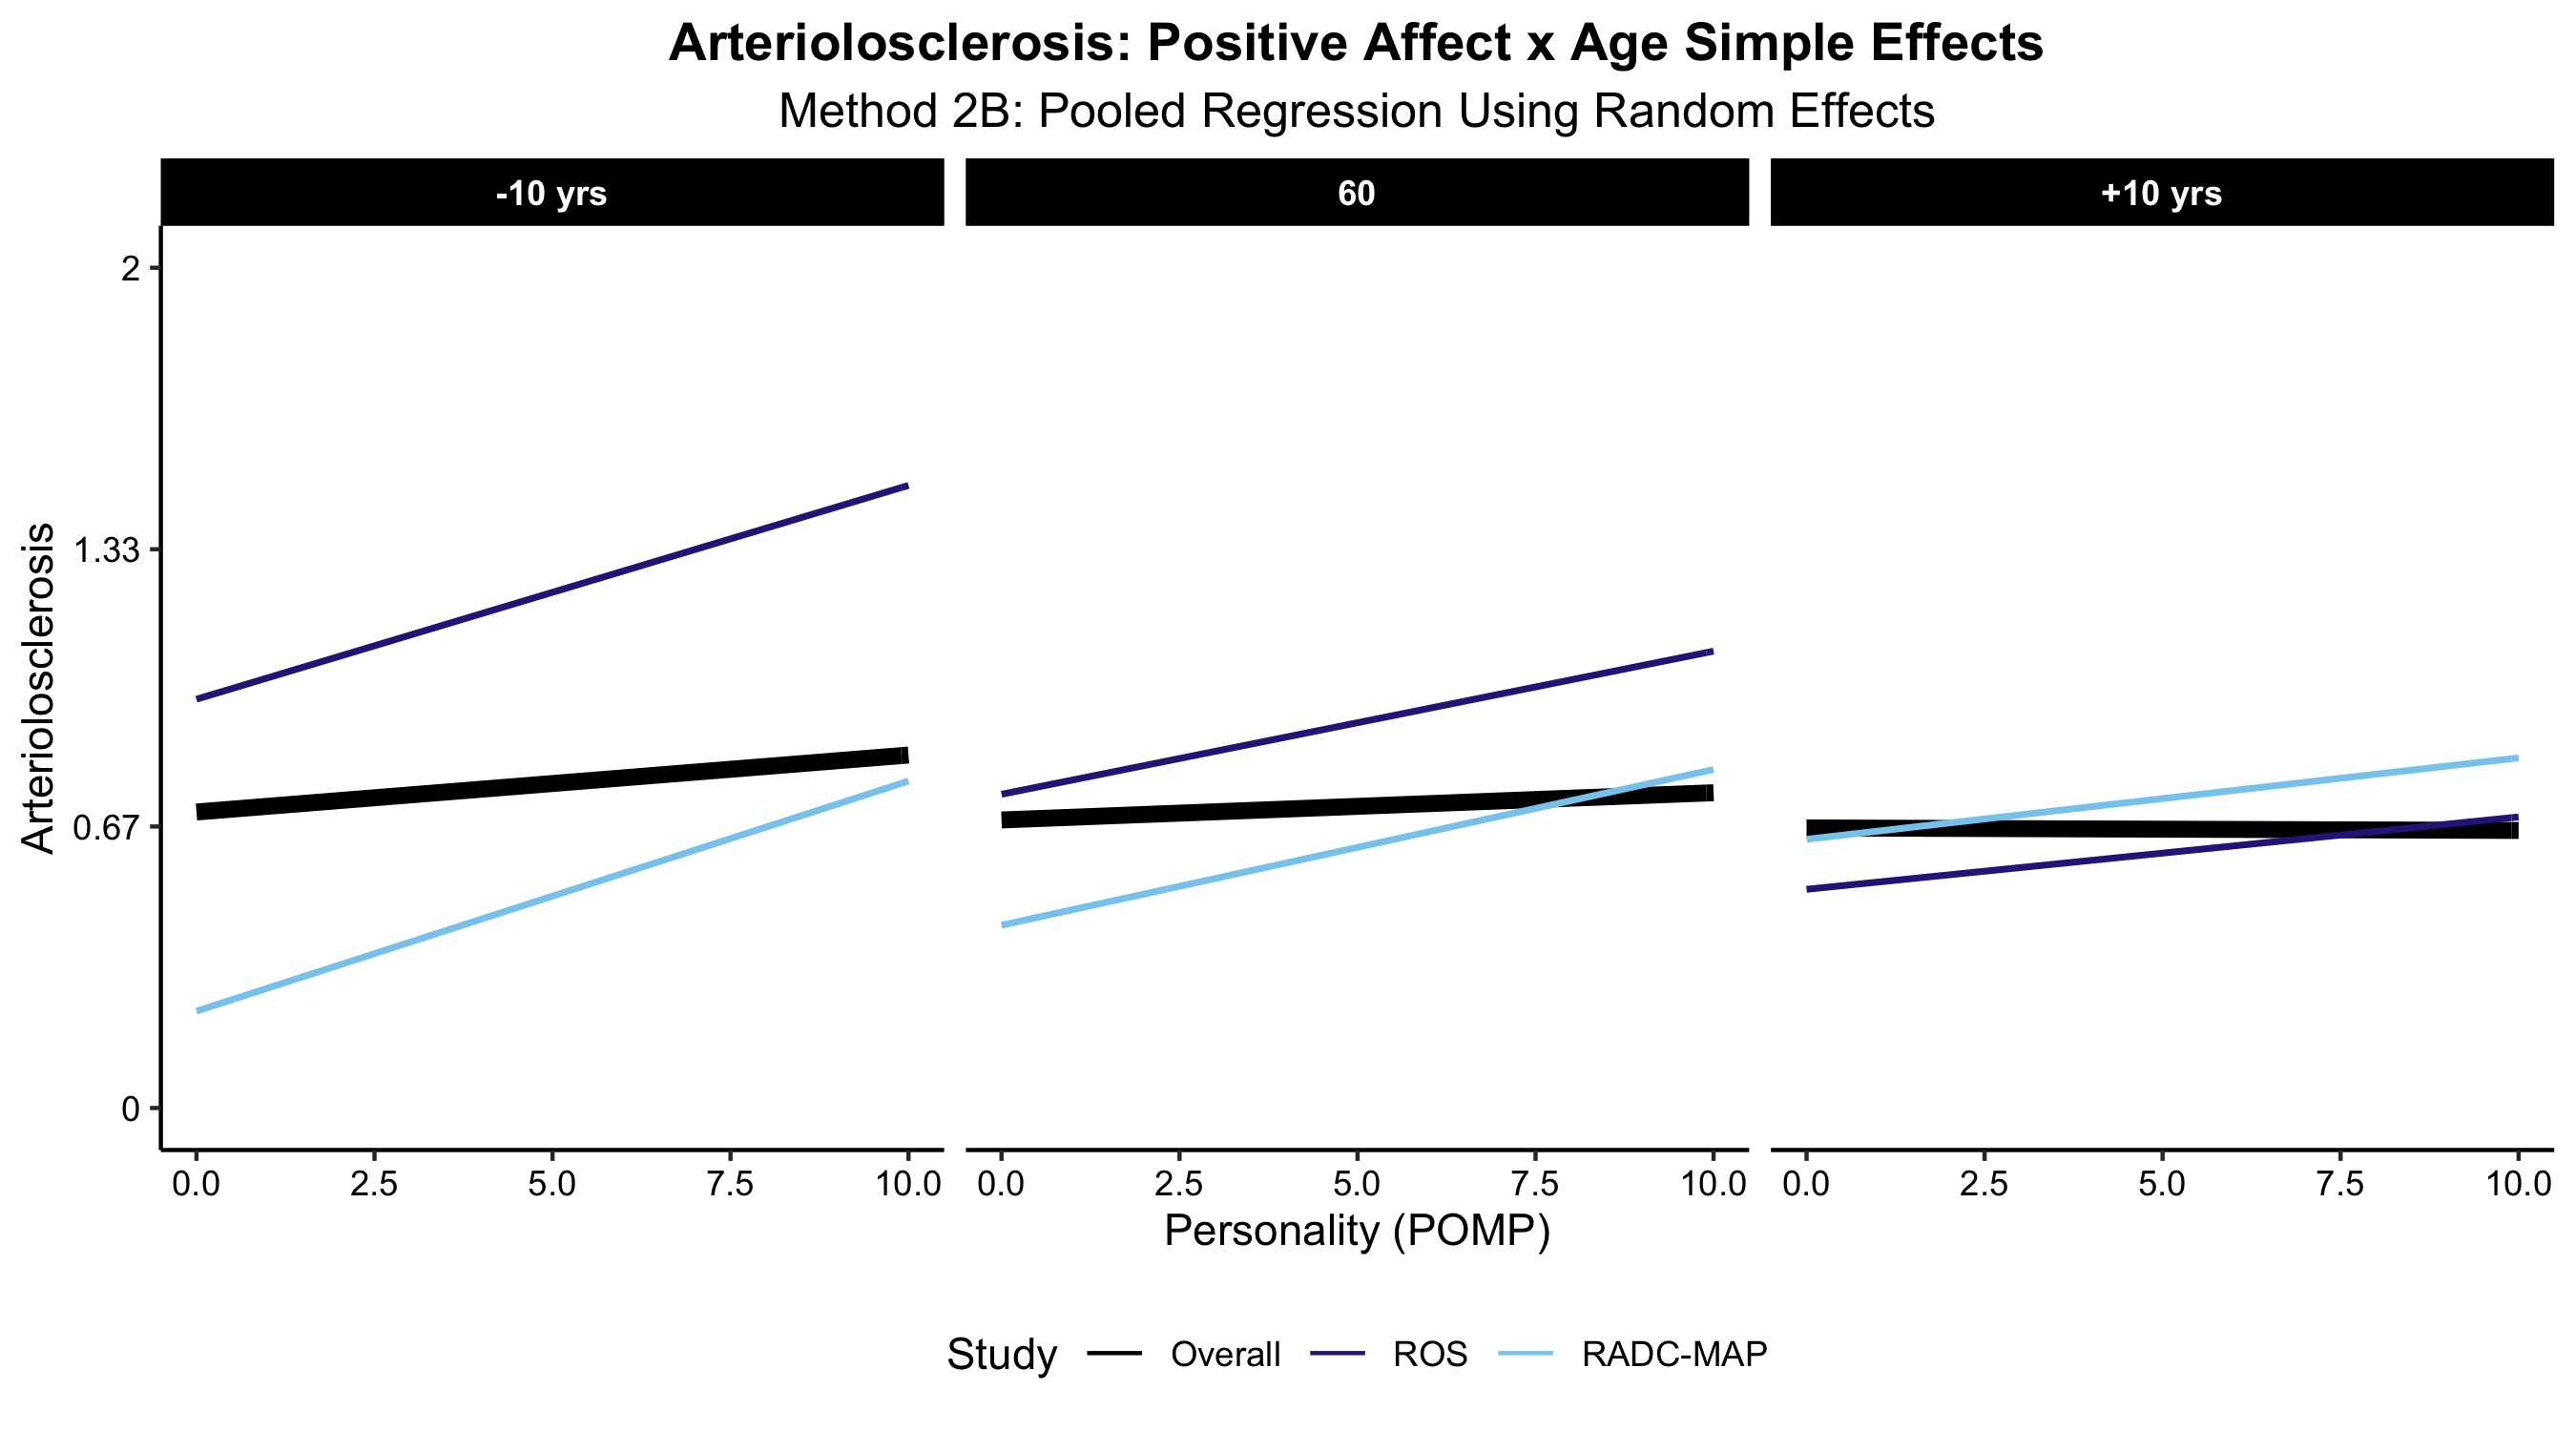 Arteriolosclerosis: Positive Affect x Age Simple Effects
Method 2B: Pooled Regression Using Random Effects
-10 yrs 60 +10 yrs
Arteriolosclerosis
2
1.33
0.67
0
0.0 2.5 5.0 7.5 10.0 0.0 2.5 5.0 7.5 10.0 0.0 2.5 5.0 7.5 10.0
Personality (POMP)
Study Overall ROS RADC-MAP